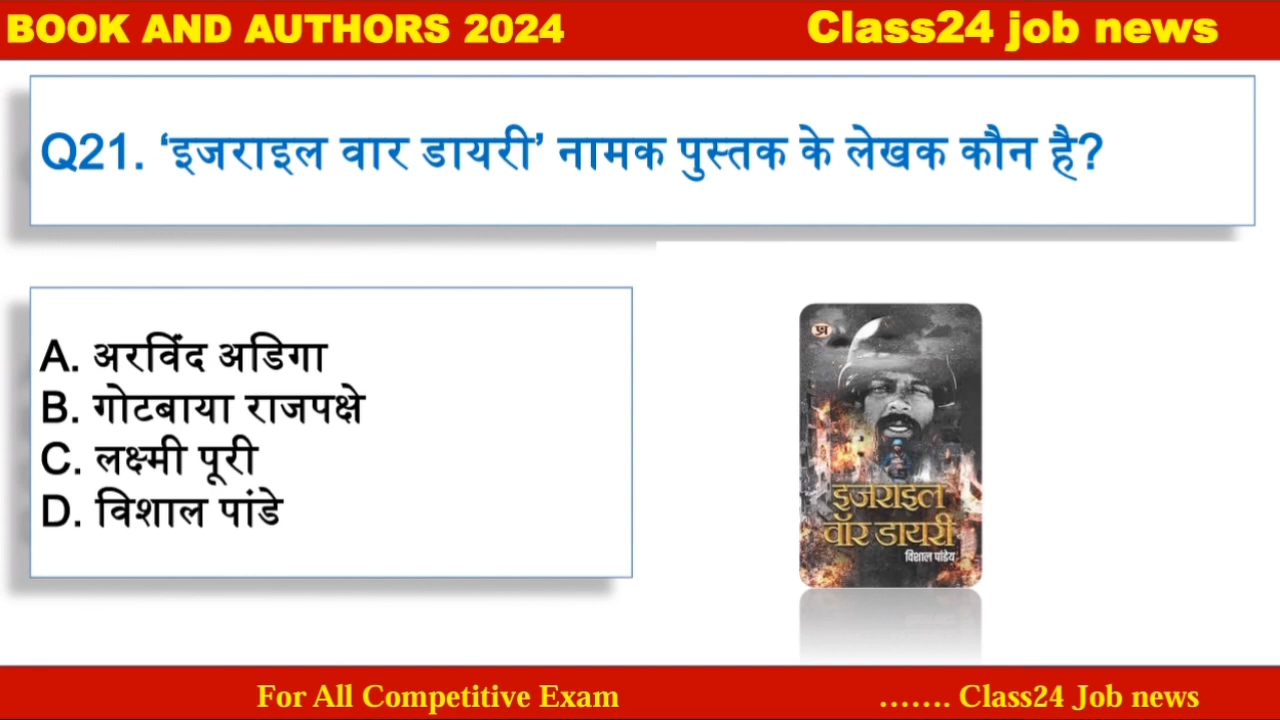 BOOK AND AUTHORS 2024
Class24 job news
Q21. ‘इजराइल वार डायरी’ नामक पुस्तक के लेखक कौन है?
A. अरविंद अडिगा
B. गोटबाया राजपक्षे
C. लक्ष्मी पूरी
D. विशाल पांडे
इजराइल
वॉर डायरी
विशाल पांडेय
For All Competitive Exam
……. Class24 Job news